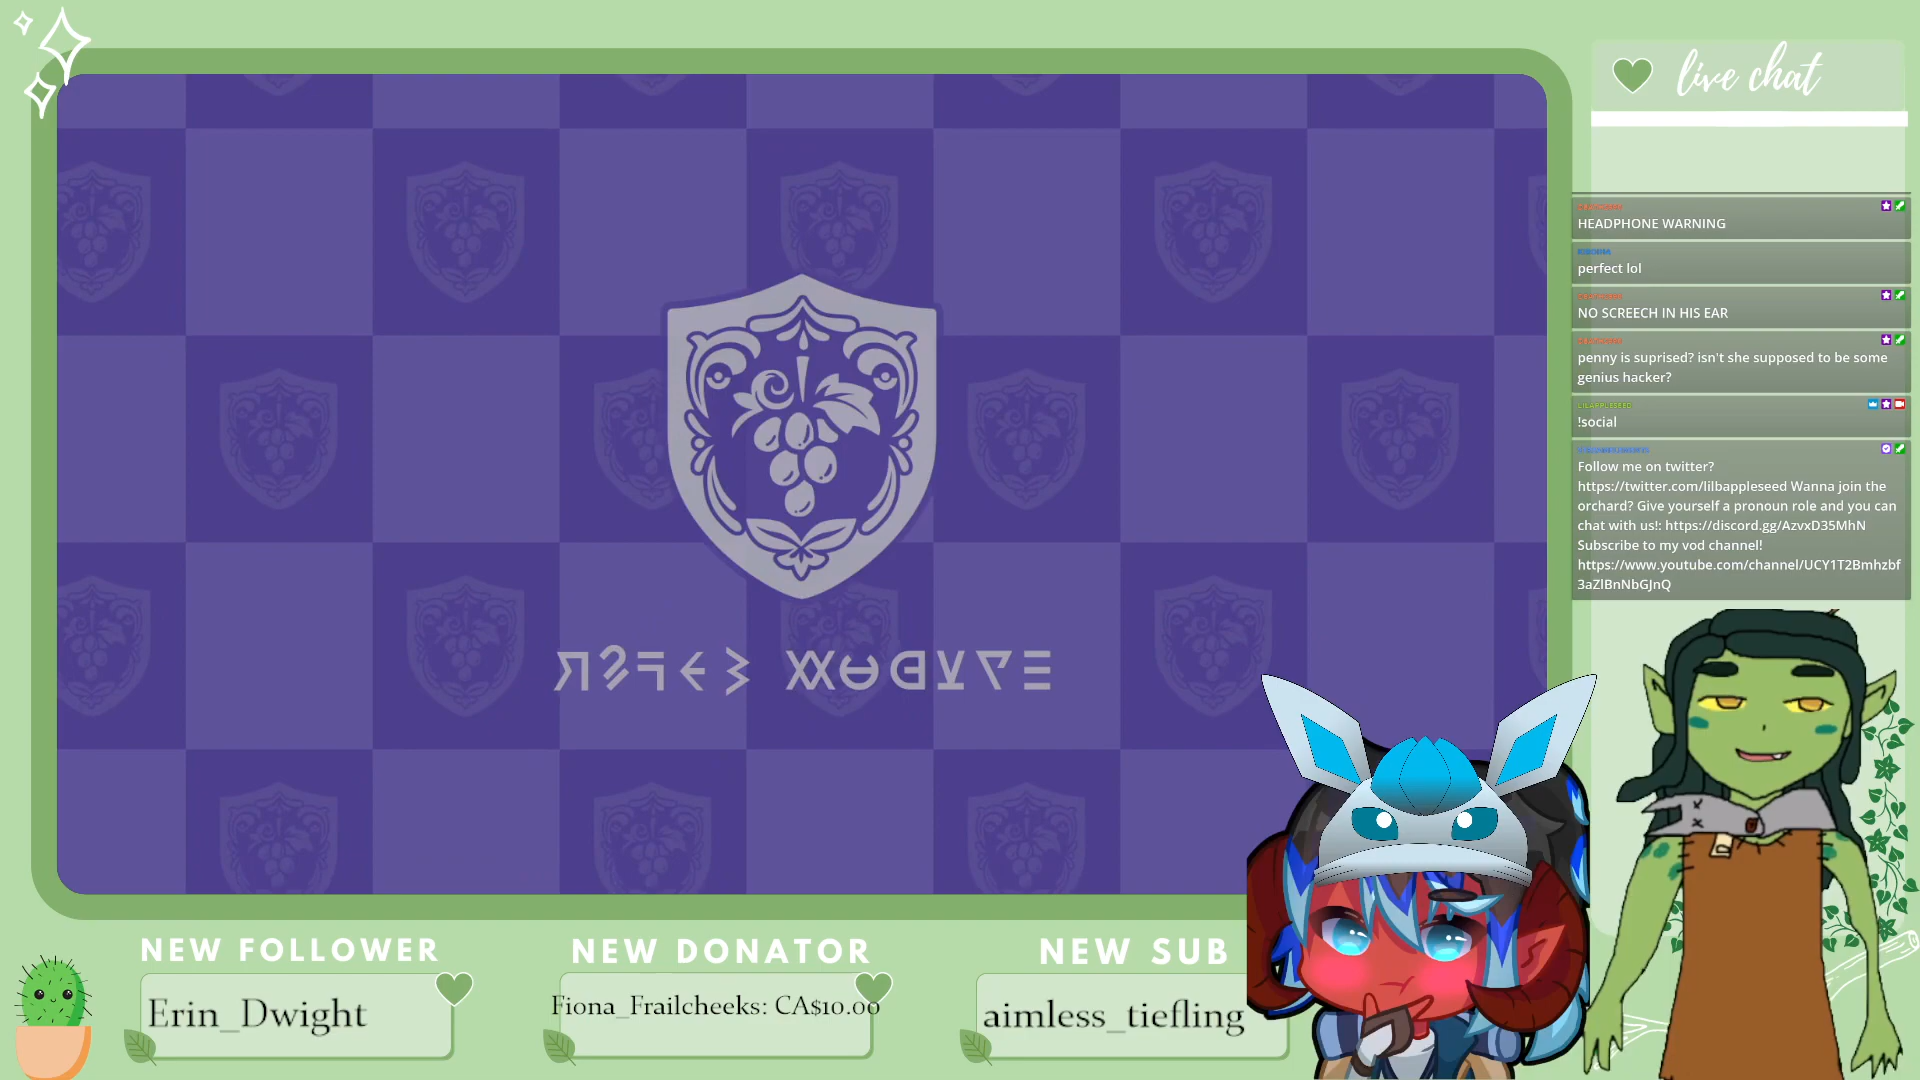 live chat
HEADPHONE WARNING
perfect lol
NO SCREECH IN HIS EAR
penny is suprised? isn't she supposed to be some
genius hacker?
LILAPPLESEED
!social
Follow me on twitter?
https://twitter.com/lilbappleseed Wanna join the
orchard? Give yourself a pronoun role and you can
chat with us!: https://discord.gg/AzvxD35MhN
Subscribe to my vod channel!
https://www.youtube.com/channel/UCY1T2Bmhzbf
3aZlBnNbGJnQ
NEW FOLLOWER
Erin_Dwight
NEW DONATOR
Fiona_Frailcheeks: CA$10.00
NEW SUB
aimless_tiefling